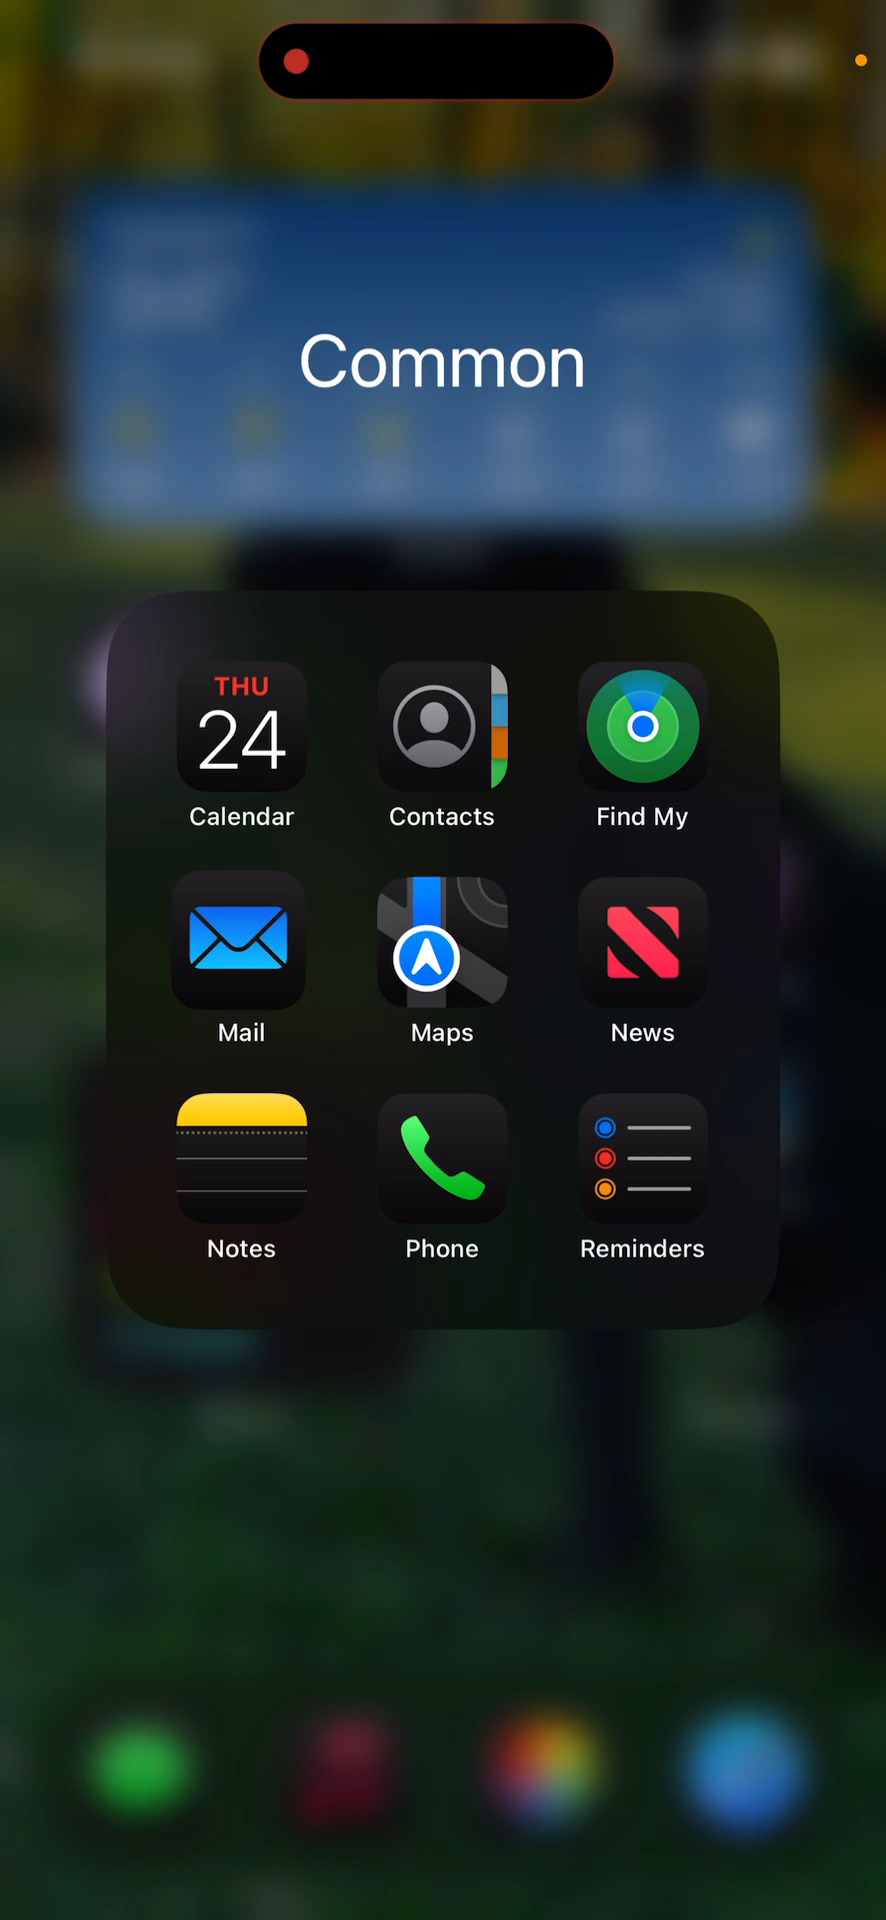 Common
THU
24
Calendar
Contacts
Find My
Mail
Maps
News
Notes
Phone
Reminders